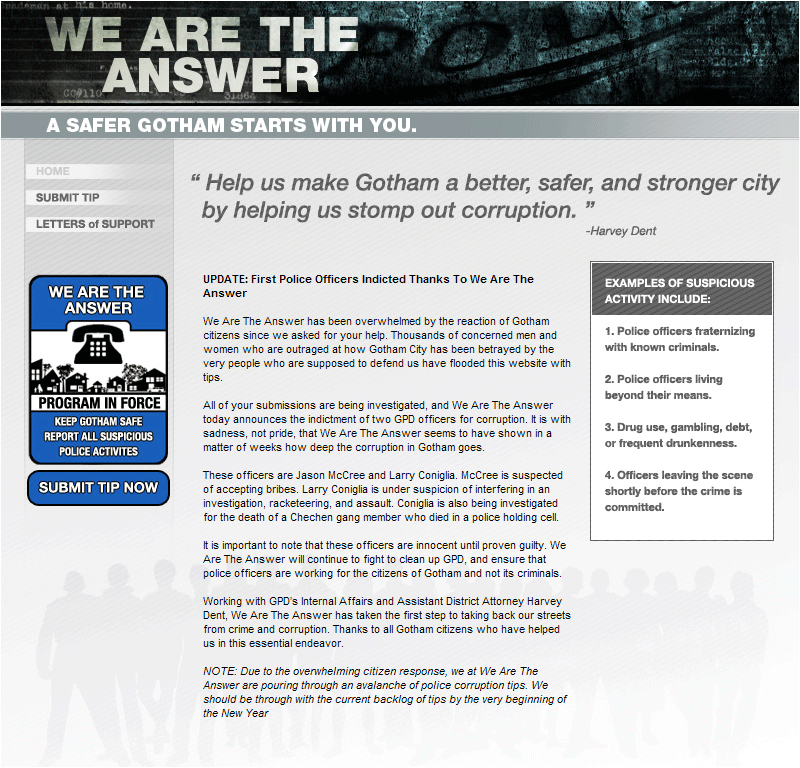 tradesman at his home.
WE ARE THE
ANSWER
CC#110
31864
A SAFER GOTHAM STARTS WITH YOU.
HOME
SUBMIT TIP
LETTERS of SUPPORT
“ Help us make Gotham a better, safer, and stronger city
by helping us stomp out corruption. ”
-Harvey Dent
WE ARE THE
ANSWER
PROGRAM IN FORCE
KEEP GOTHAM SAFE
REPORT ALL SUSPICIOUS
POLICE ACTIVITES
SUBMIT TIP NOW
UPDATE: First Police Officers Indicted Thanks To We Are The
Answer
We Are The Answer has been overwhelmed by the reaction of Gotham
citizens since we asked for your help. Thousands of concerned men and
women who are outraged at how Gotham City has been betrayed by the
very people who are supposed to defend us have flooded this website with
tips.
All of your submissions are being investigated, and We Are The Answer
today announces the indictment of two GPD officers for corruption. It is with
sadness, not pride, that We Are The Answer seems to have shown in a
matter of weeks how deep the corruption in Gotham goes.
These officers are Jason McCree and Larry Coniglia. McCree is suspected
of accepting bribes. Larry Coniglia is under suspicion of interfering in an
investigation, racketeering, and assault. Coniglia is also being investigated
for the death of a Chechen gang member who died in a police holding cell.
It is important to note that these officers are innocent until proven guilty. We
Are The Answer will continue to fight to clean up GPD, and ensure that
police officers are working for the citizens of Gotham and not its criminals.
Working with GPD's Internal Affairs and Assistant District Attorney Harvey
Dent, We Are The Answer has taken the first step to taking back our streets
from crime and corruption. Thanks to all Gotham citizens who have helped
us in this essential endeavor.
NOTE: Due to the overwhelming citizen response, we at We Are The
Answer are pouring through an avalanche of police corruption tips. We
should be through with the current backlog of tips by the very beginning of
the New Year
EXAMPLES OF SUSPICIOUS
ACTIVITY INCLUDE:
1. Police officers fraternizing
with known criminals.
2. Police officers living
beyond their means.
3. Drug use, gambling, debt,
or frequent drunkenness.
4. Officers leaving the scene
shortly before the crime is
committed.